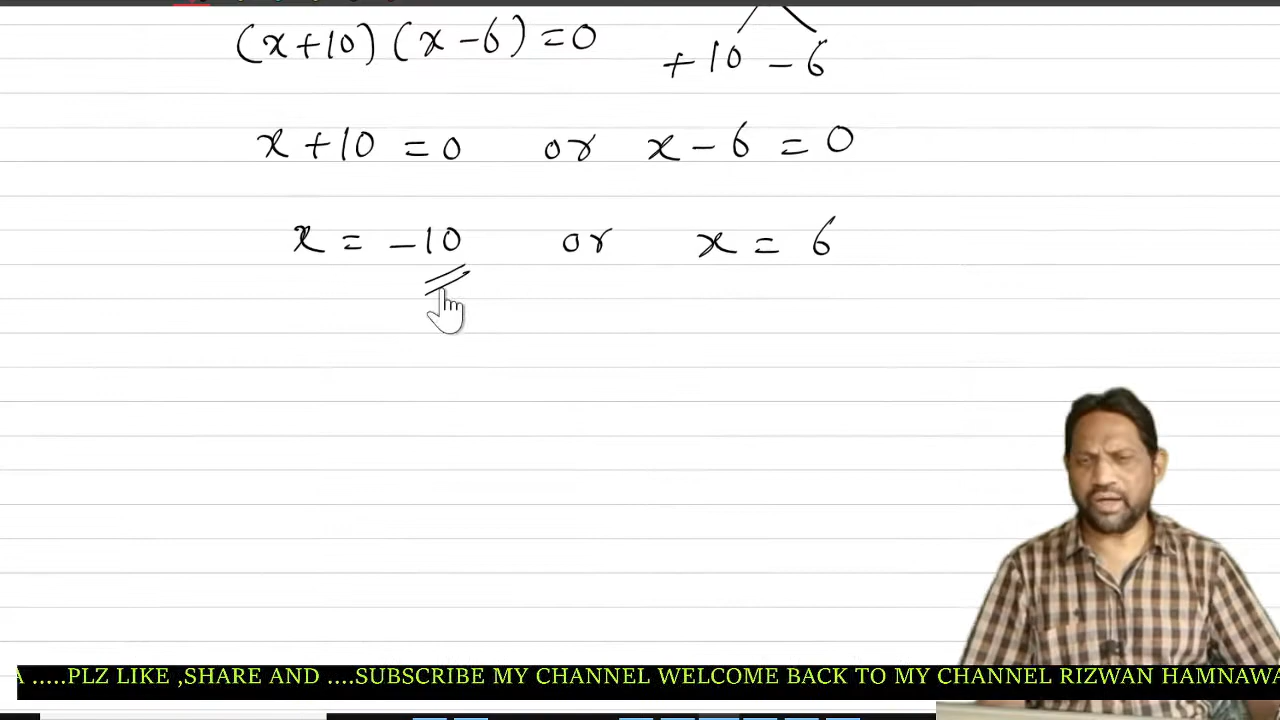 (x+10)(x-6)=0
+10 -6
x+10=0 or x-6=0
x=-10 or x=6
.....PLZ LIKE ,SHARE AND ....SUBSCRIBE MY CHANNEL WELCOME BACK TO MY CHANNEL RIZWAN HAMNAWA